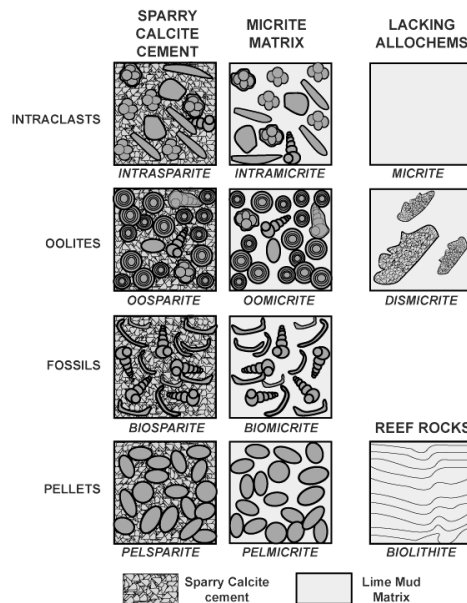 SPARRY
CALCITE
CEMENT
MICRITE
MATRIX
LACKING
ALLOCHEMS
INTRACLASTS
INTRASPARITE
INTRAMICRITE
MICRITE
OOLITES
OOSPARITE
OOMICRITE
DISMICRITE
FOSSILS
BIOSPARITE
BIOMICRITE
REEF ROCKS
PELLETS
PELSPARITE
PELMICRITE
BIOLITHITE
Sparry Calcite
cement
Lime Mud
Matrix